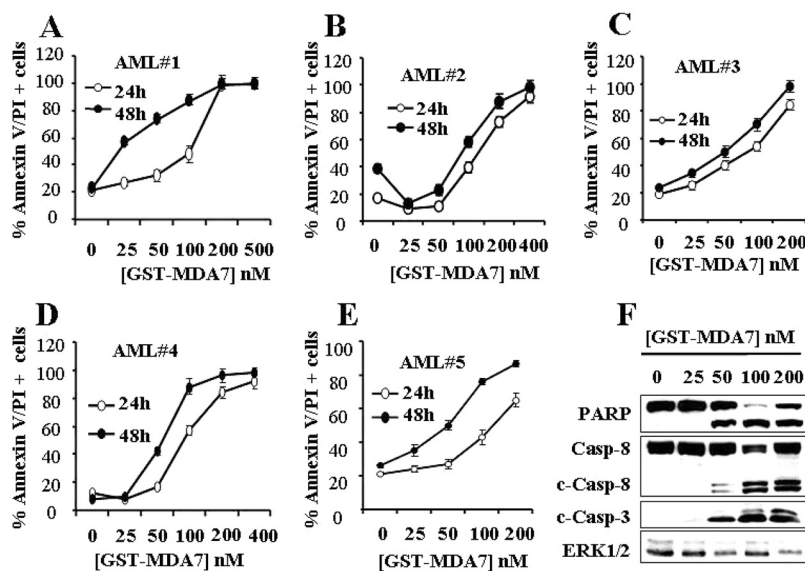 A
% Annexin V/PI + cells
120
100
80
60
40
20
0
AML#1
24h
48h
0 25 50 100 200 500
[GST-MDA7] nM
B
% Annexin V/PI + cells
120
100
80
60
40
20
0
AML#2
24h
48h
0 25 50 100 200 400
[GST-MDA7] nM
C
% Annexin V/PI + cells
120
100
80
60
40
20
0
AML#3
24h
48h
0 25 50 100 200
[GST-MDA7] nM
D
% Annexin V/PI + cells
120
100
80
60
40
20
0
AML#4
24h
48h
0 25 50 100 200 400
[GST-MDA7] nM
E
% Annexin V/PI + cells
100
80
60
40
20
0
AML#5
24h
48h
0 25 50 100 200
[GST-MDA7] nM
F
[GST-MDA7] nM
0 25 50 100 200
PARP
Casp-8
c-Casp-8
c-Casp-3
ERK1/2